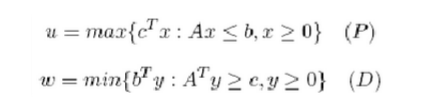 u = max{c^T x : Ax ≤ b, x ≥ 0} (P)
w = min{b^T y : A^T y ≥ c, y ≥ 0} (D)